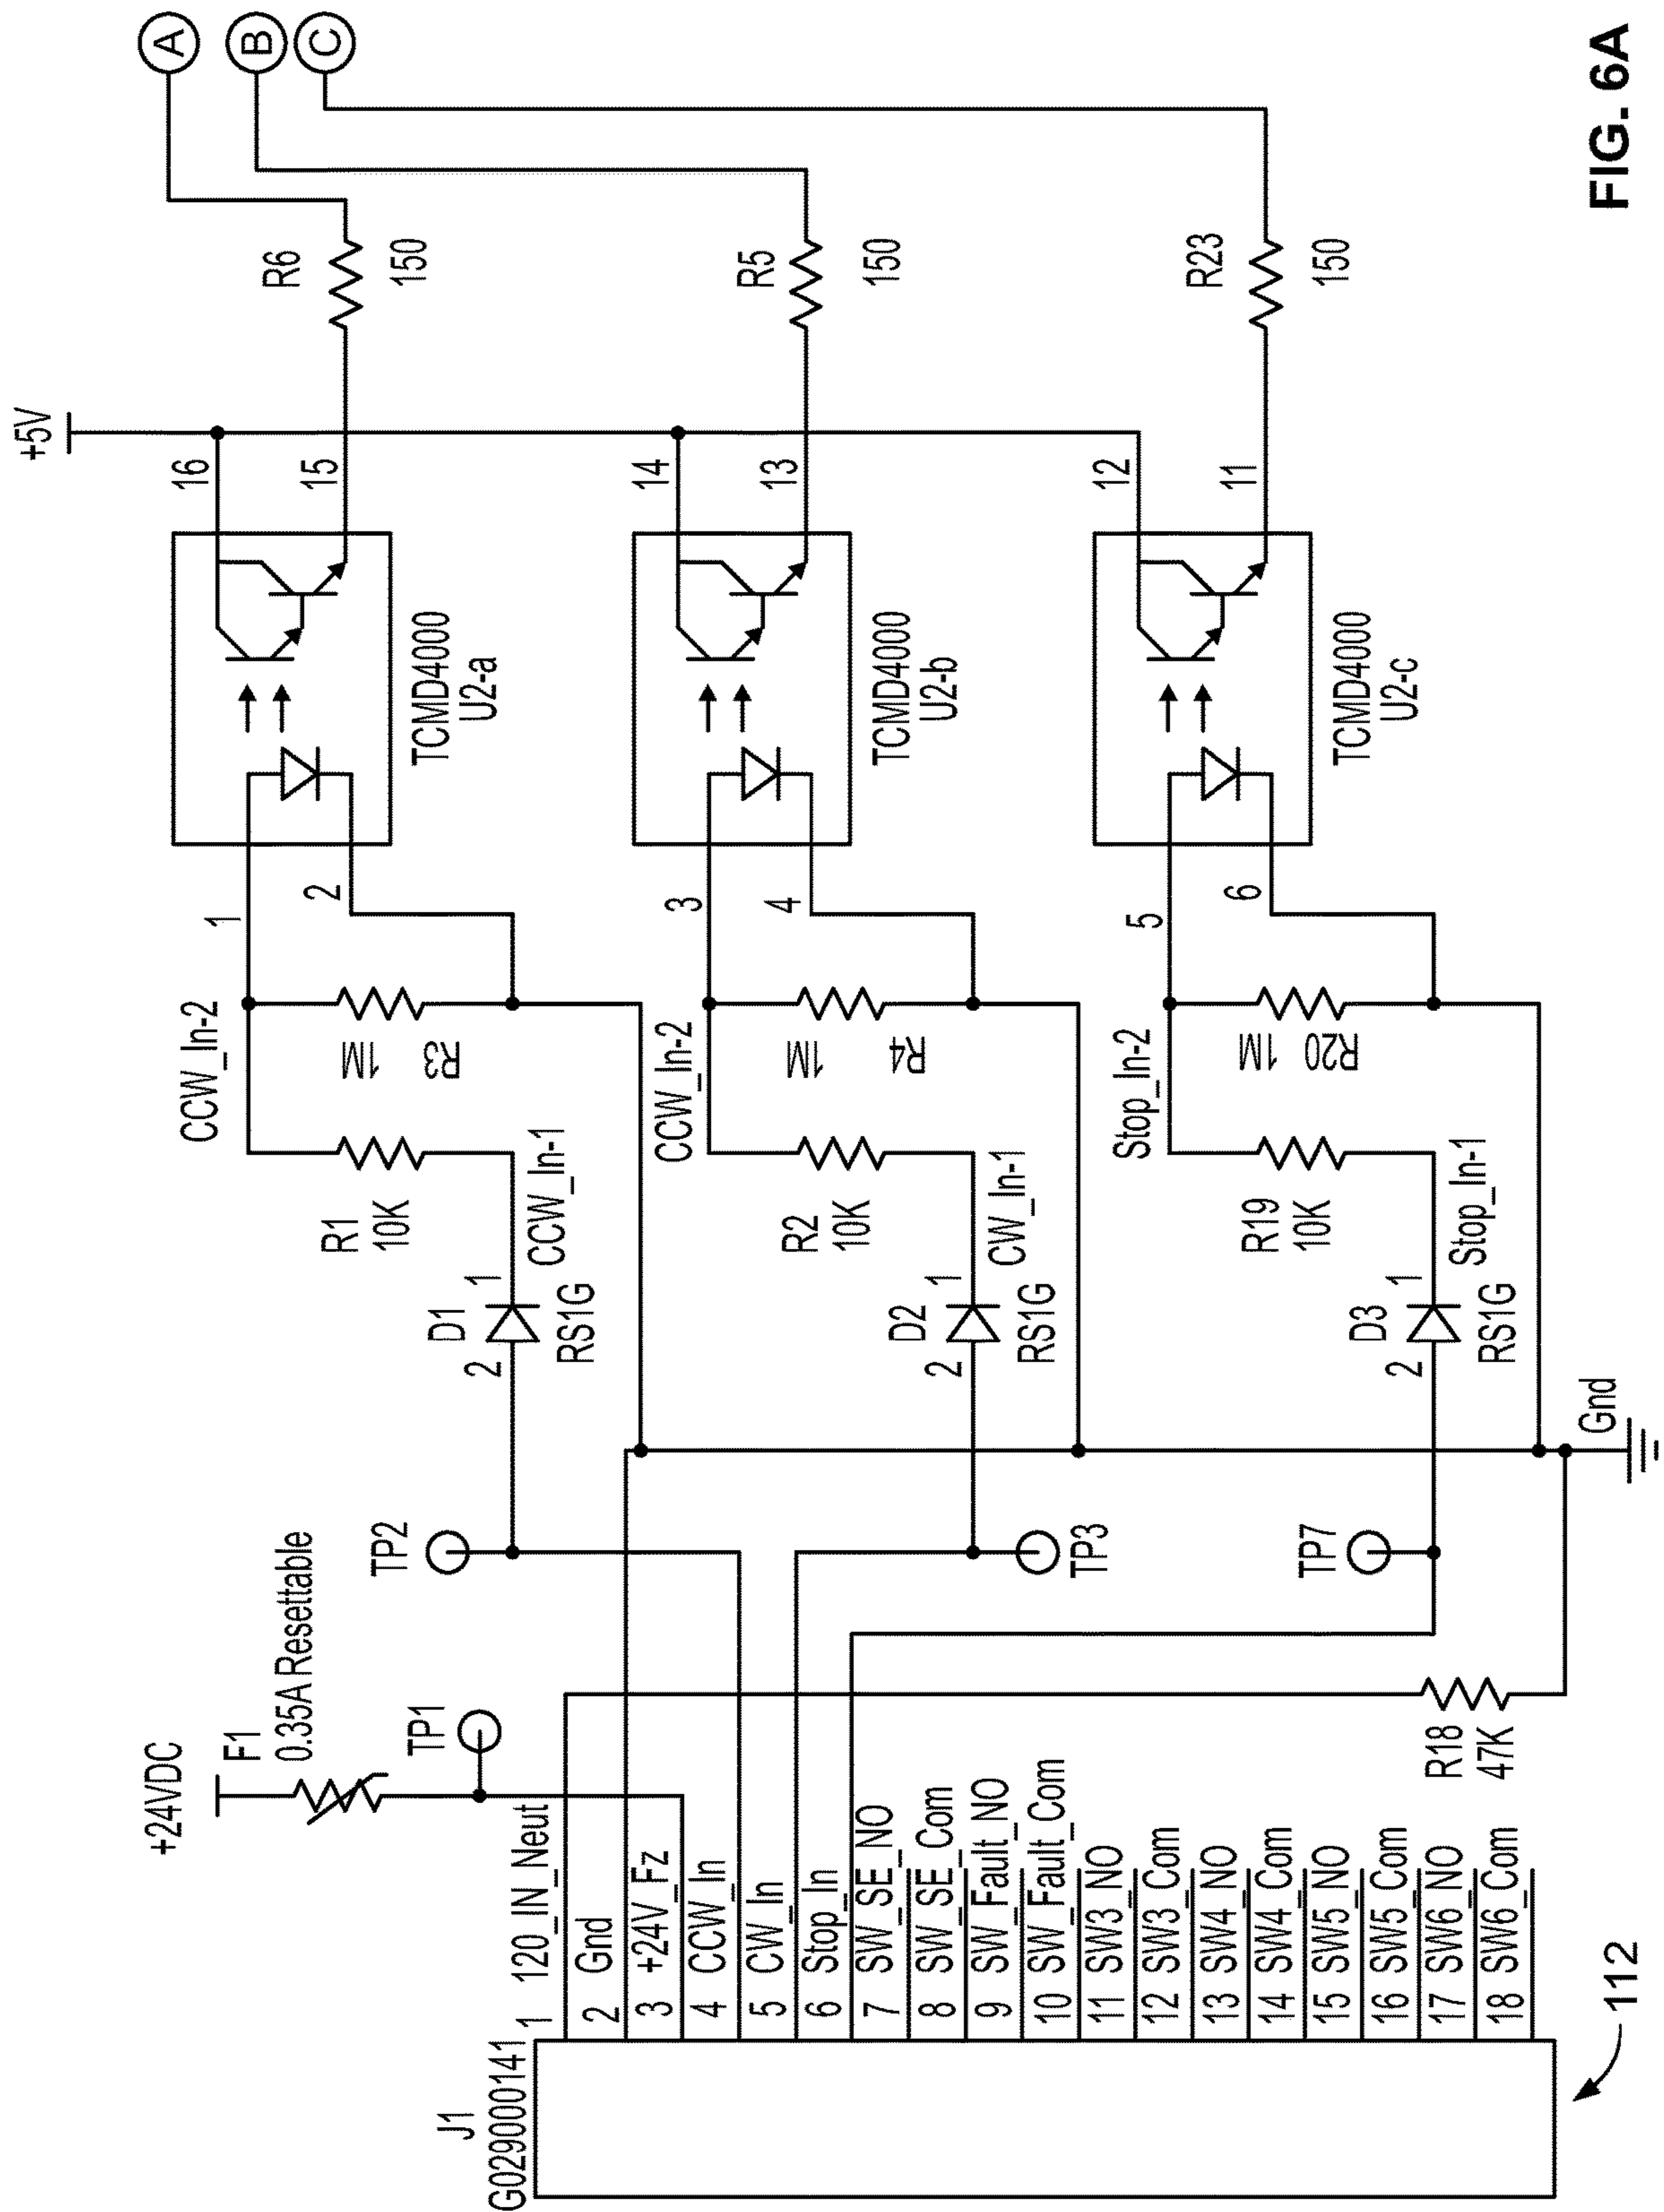 A
B
C
+5V
R6
150
R5
150
R23
150
16
15
14
13
12
11
TCMD4000
U2-a
TCMD4000
U2-b
TCMD4000
U2-c
1
2
3
4
5
6
CCW_In-2
R3
1M
CCW_In-2
R4
1M
Stop_In-2
R20
1M
R1
10K
CCW_In-1
R2
10K
CW_In-1
R19
10K
Stop_In-1
D1
2
1
RS1G
D2
2
1
RS1G
D3
2
1
RS1G
Gnd
TP2
TP3
TP7
+24VDC
F1
0.35A Resettable
TP1
R18
47K
J1
G029000141
1 120_IN_Neut
2 Gnd
3 +24V_Fz
4 CCW_In
5 CW_In
6 Stop_In
7 SW_SE_NO
8 SW_SE_Com
9 SW_Fault_NO
10 SW_Fault_Com
11 SW3_NO
12 SW3_Com
13 SW4_NO
14 SW4_Com
15 SW5_NO
16 SW5_Com
17 SW6_NO
18 SW6_Com
112
FIG. 6A